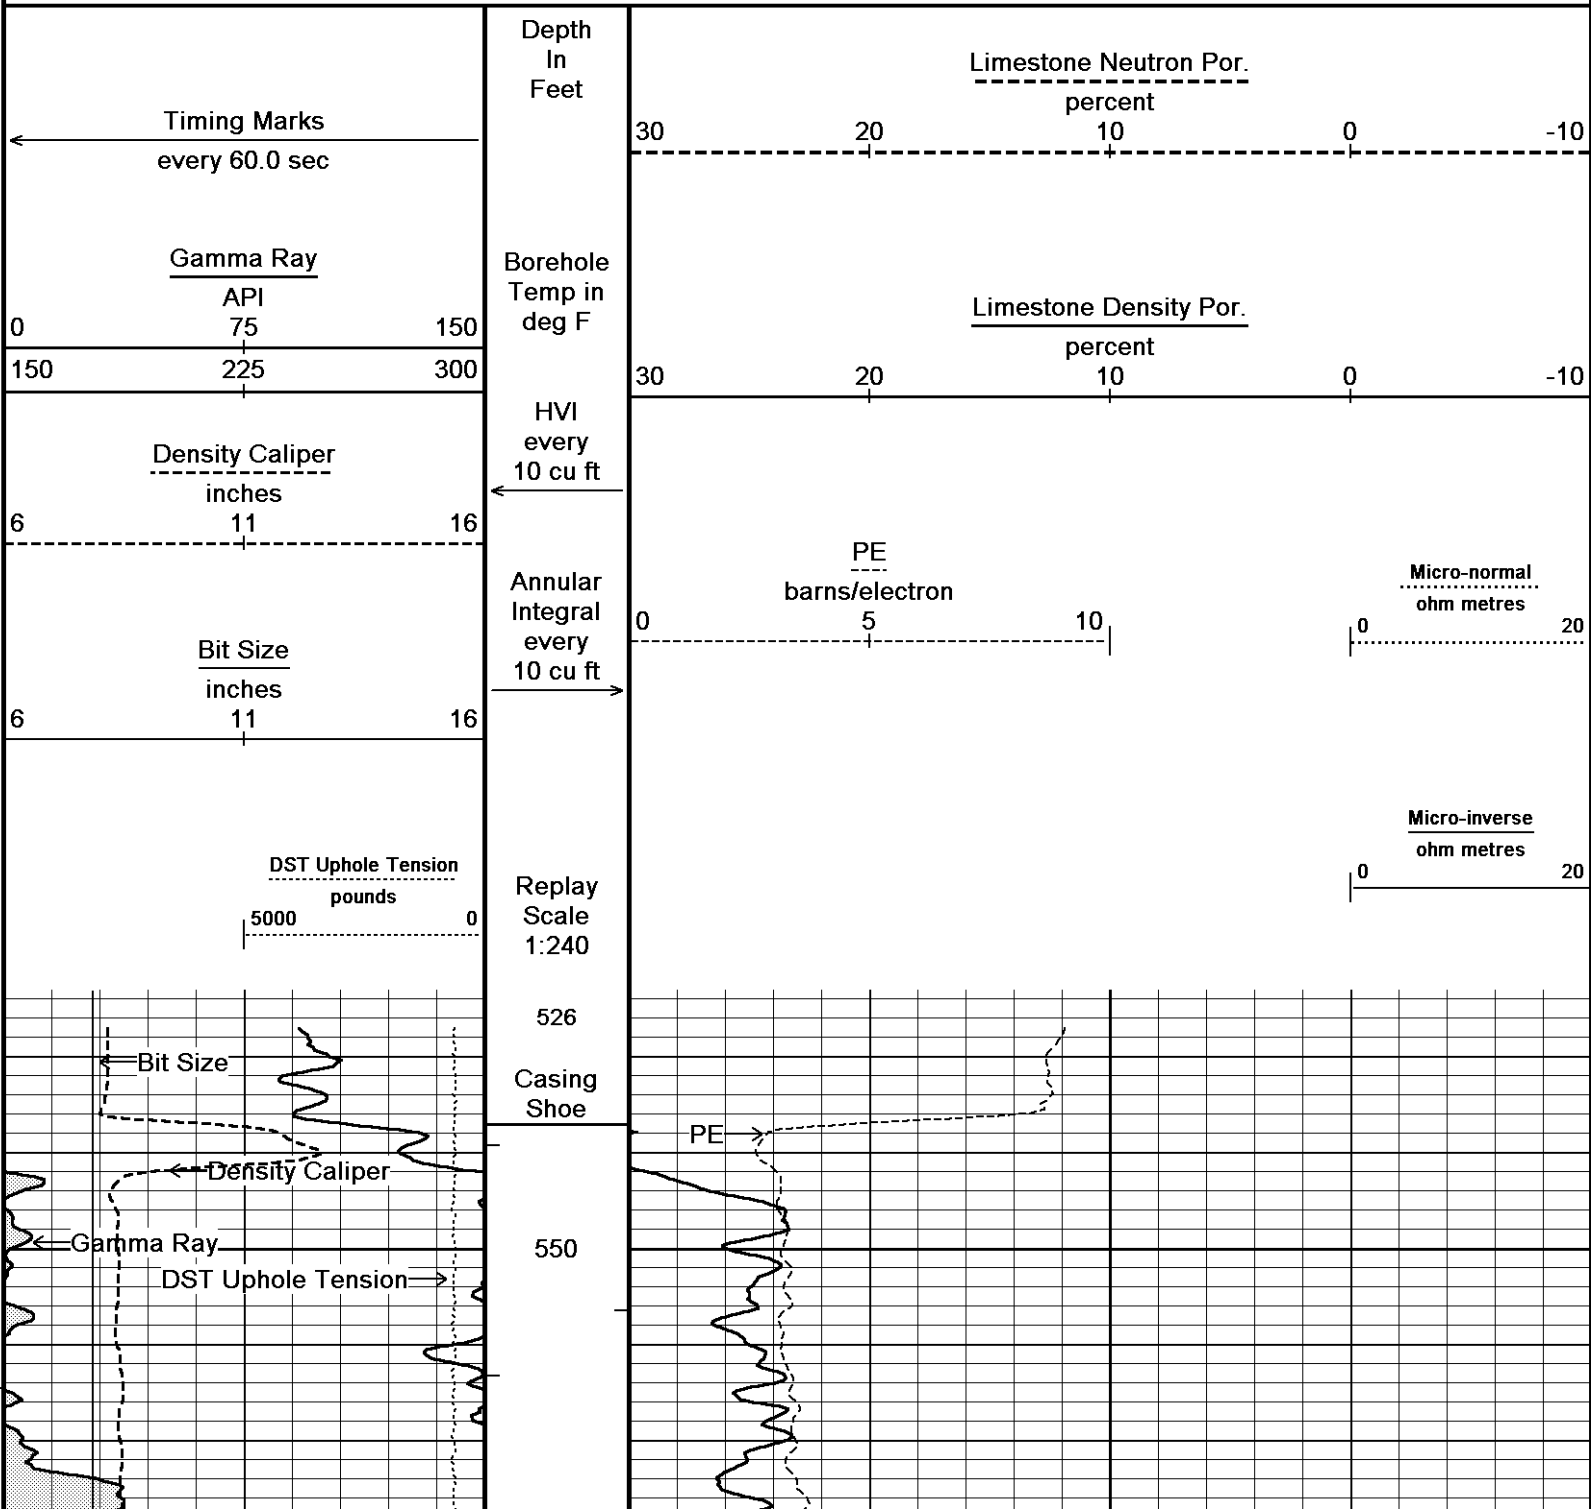 Timing Marks
every 60.0 sec
Gamma Ray
API
0 75 150
150 225 300
Density Caliper
inches
6 11 16
Bit Size
inches
6 11 16
DST Uphole Tension
pounds
5000 0
Depth
In
Feet
Borehole
Temp in
deg F
HVI
every
10 cu ft
Annular
Integral
every
10 cu ft
Replay
Scale
1:240
Limestone Neutron Por.
percent
30 20 10 0 -10
Limestone Density Por.
percent
30 20 10 0 -10
PE
barns/electron
0 5 10
Micro-normal
ohm metres
0 20
Micro-inverse
ohm metres
0 20
526
Bit Size
Casing
Shoe
PE
Density Caliper
Gamma Ray
550
DST Uphole Tension